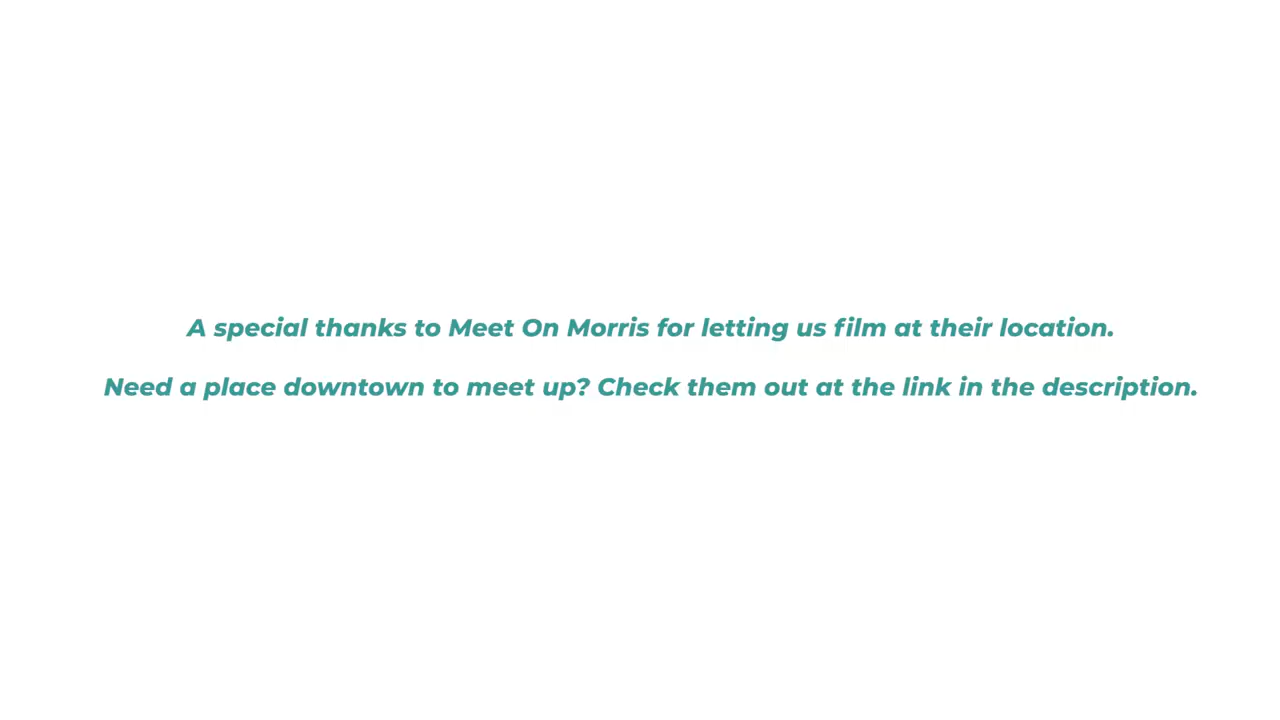 A special thanks to Meet On Morris for letting us film at their location.
Need a place downtown to meet up? Check them out at the link in the description.